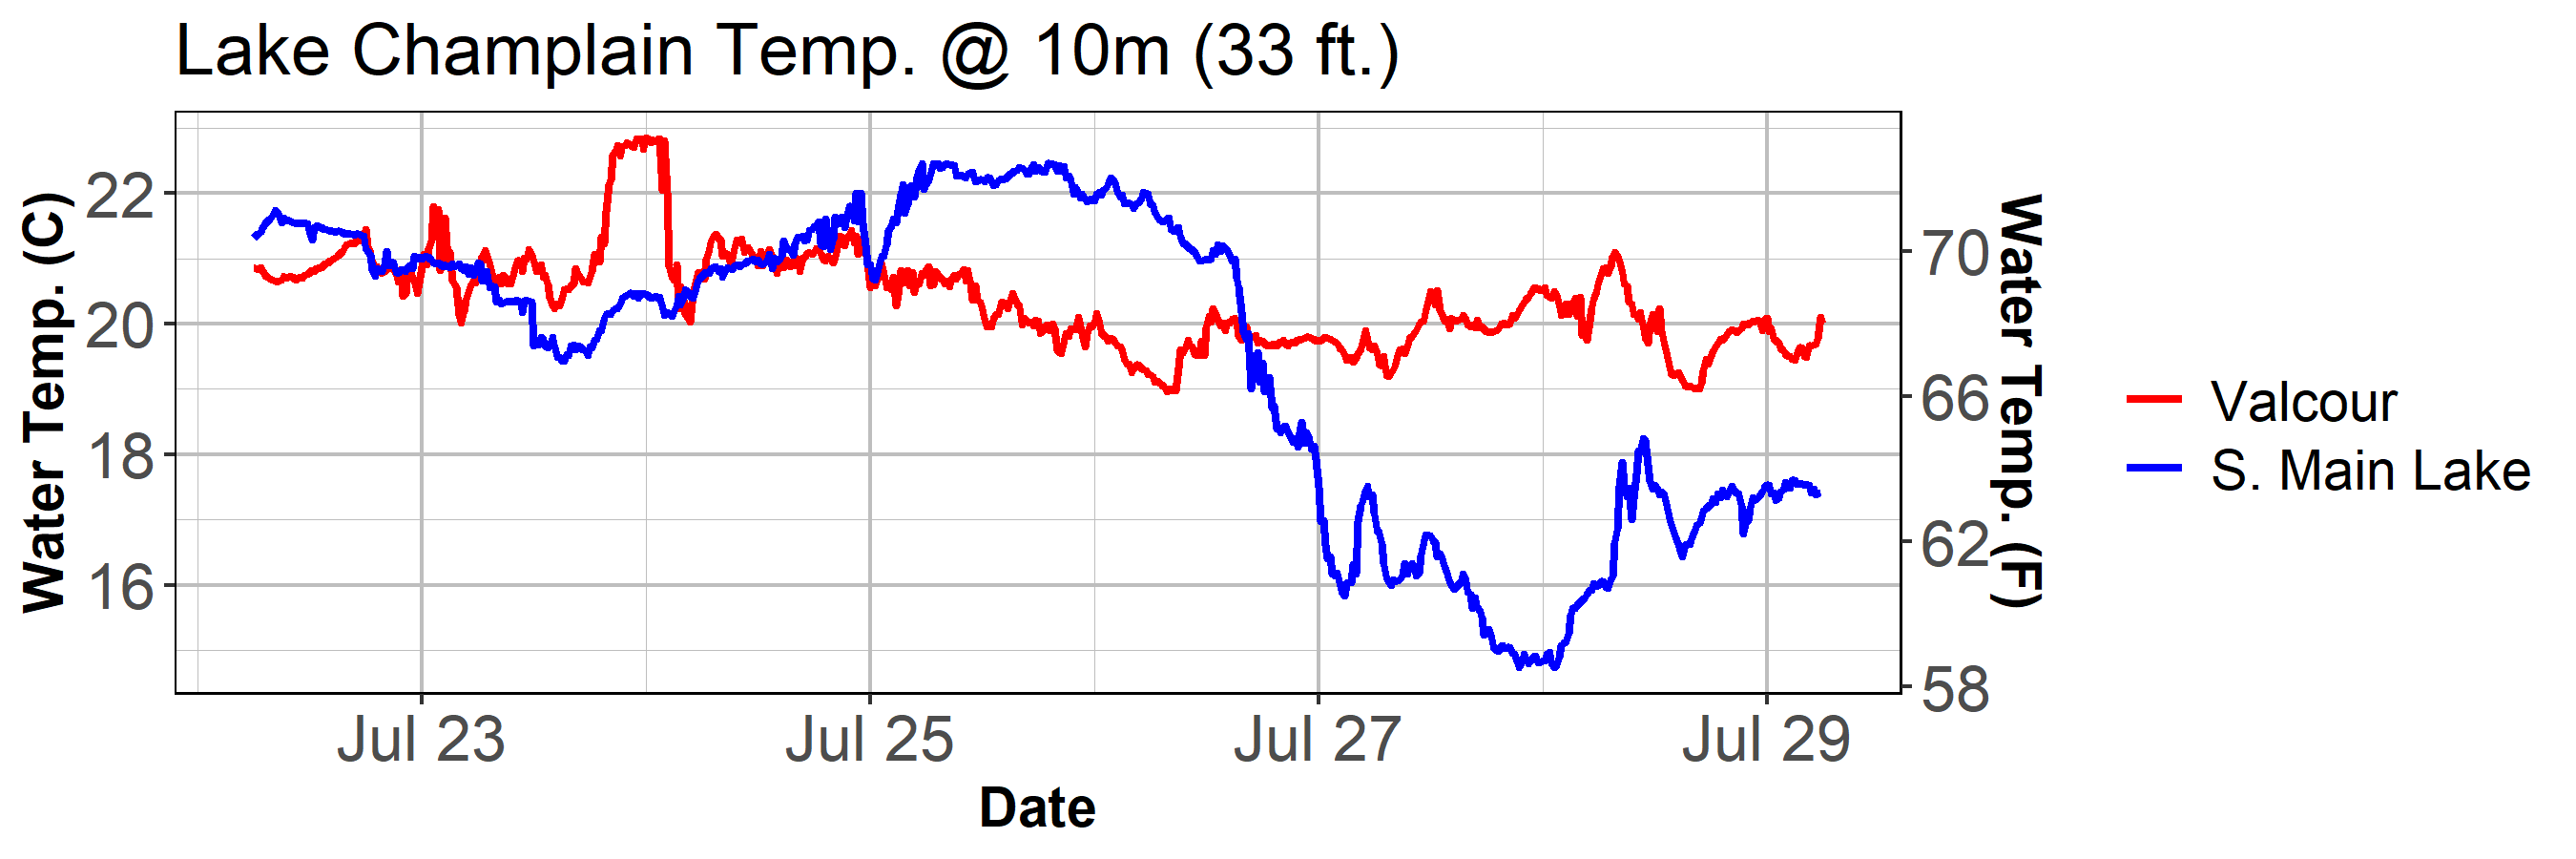 Lake Champlain Temp. @ 10m (33 ft.)
Water Temp. (C)
22
20
18
16
Water Temp. (F)
70
66
62
58
Jul 23
Jul 25
Jul 27
Jul 29
Date
Valcour
S. Main Lake